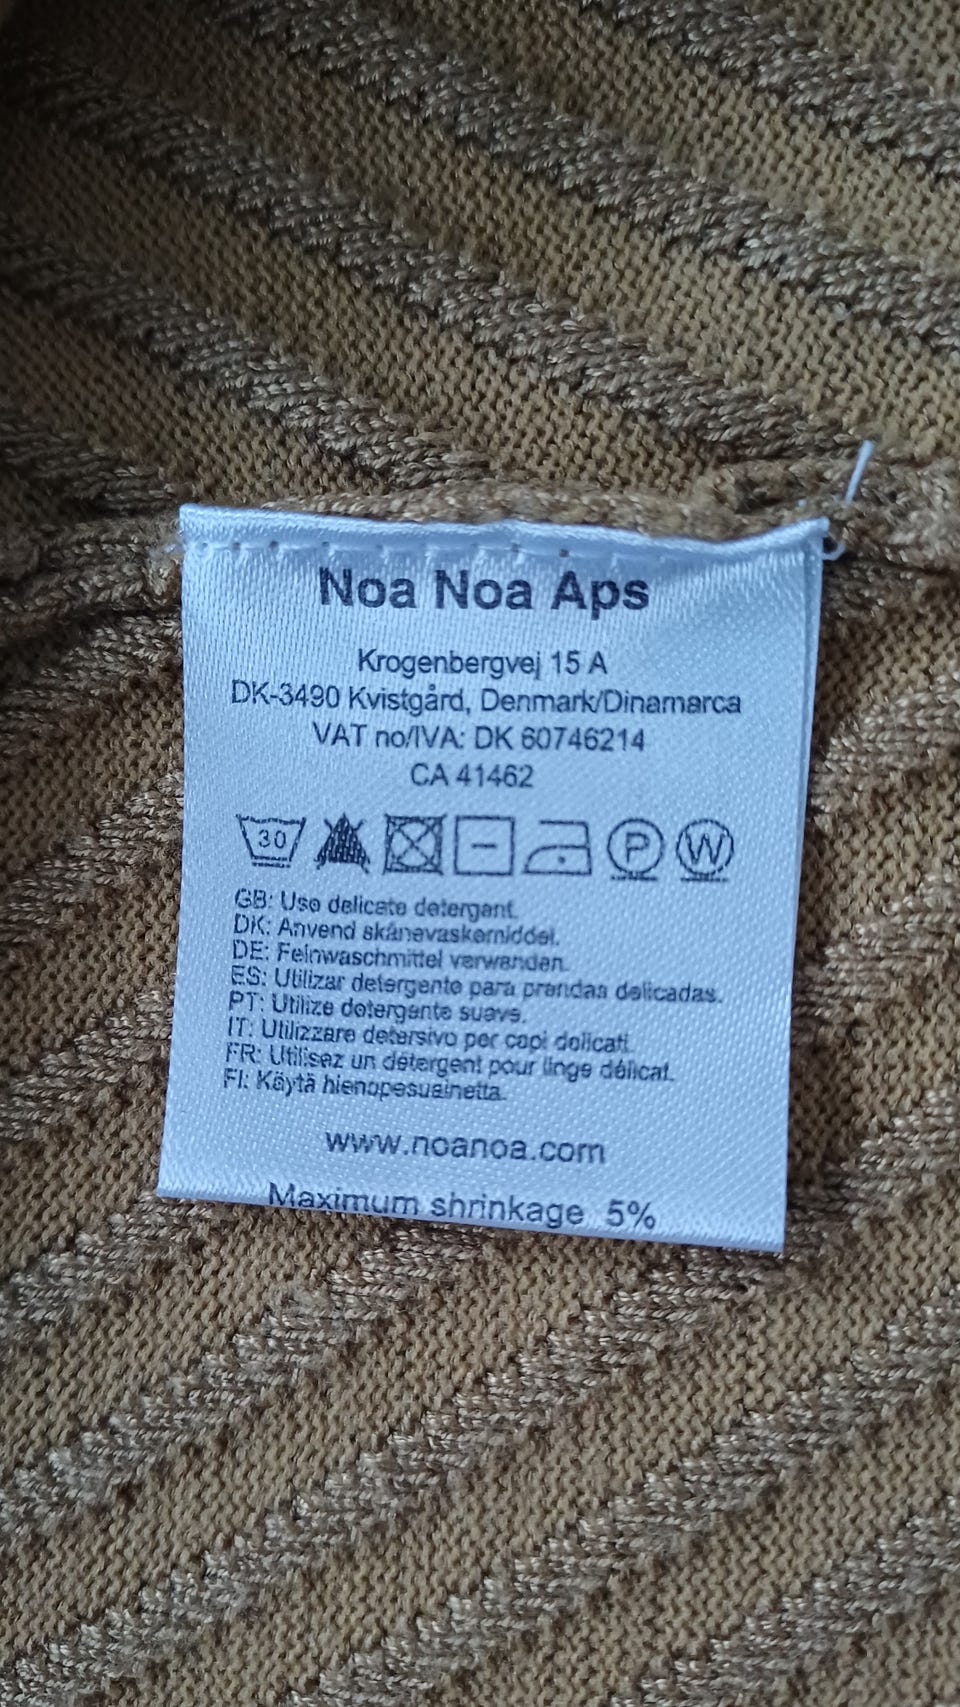 Noa Noa Aps
Krogenbergvej 15 A
DK-3490 Kvistgård, Denmark/Dinamarca
VAT no/IVA: DK 60746214
CA 41462
30 P W
GB: Use delicate detergent.
DK: Anvend skånevaskemiddel.
DE: Feinwaschmittel verwenden.
ES: Utilizar detergente para prendas delicadas.
PT: Utilize detergente suave.
IT: Utilizzare detersivo per capi delicati.
FR: Utilisez un détergent pour linge délicat.
FI: Käytä hienopesuainetta.
www.noanoa.com
Maximum shrinkage 5%